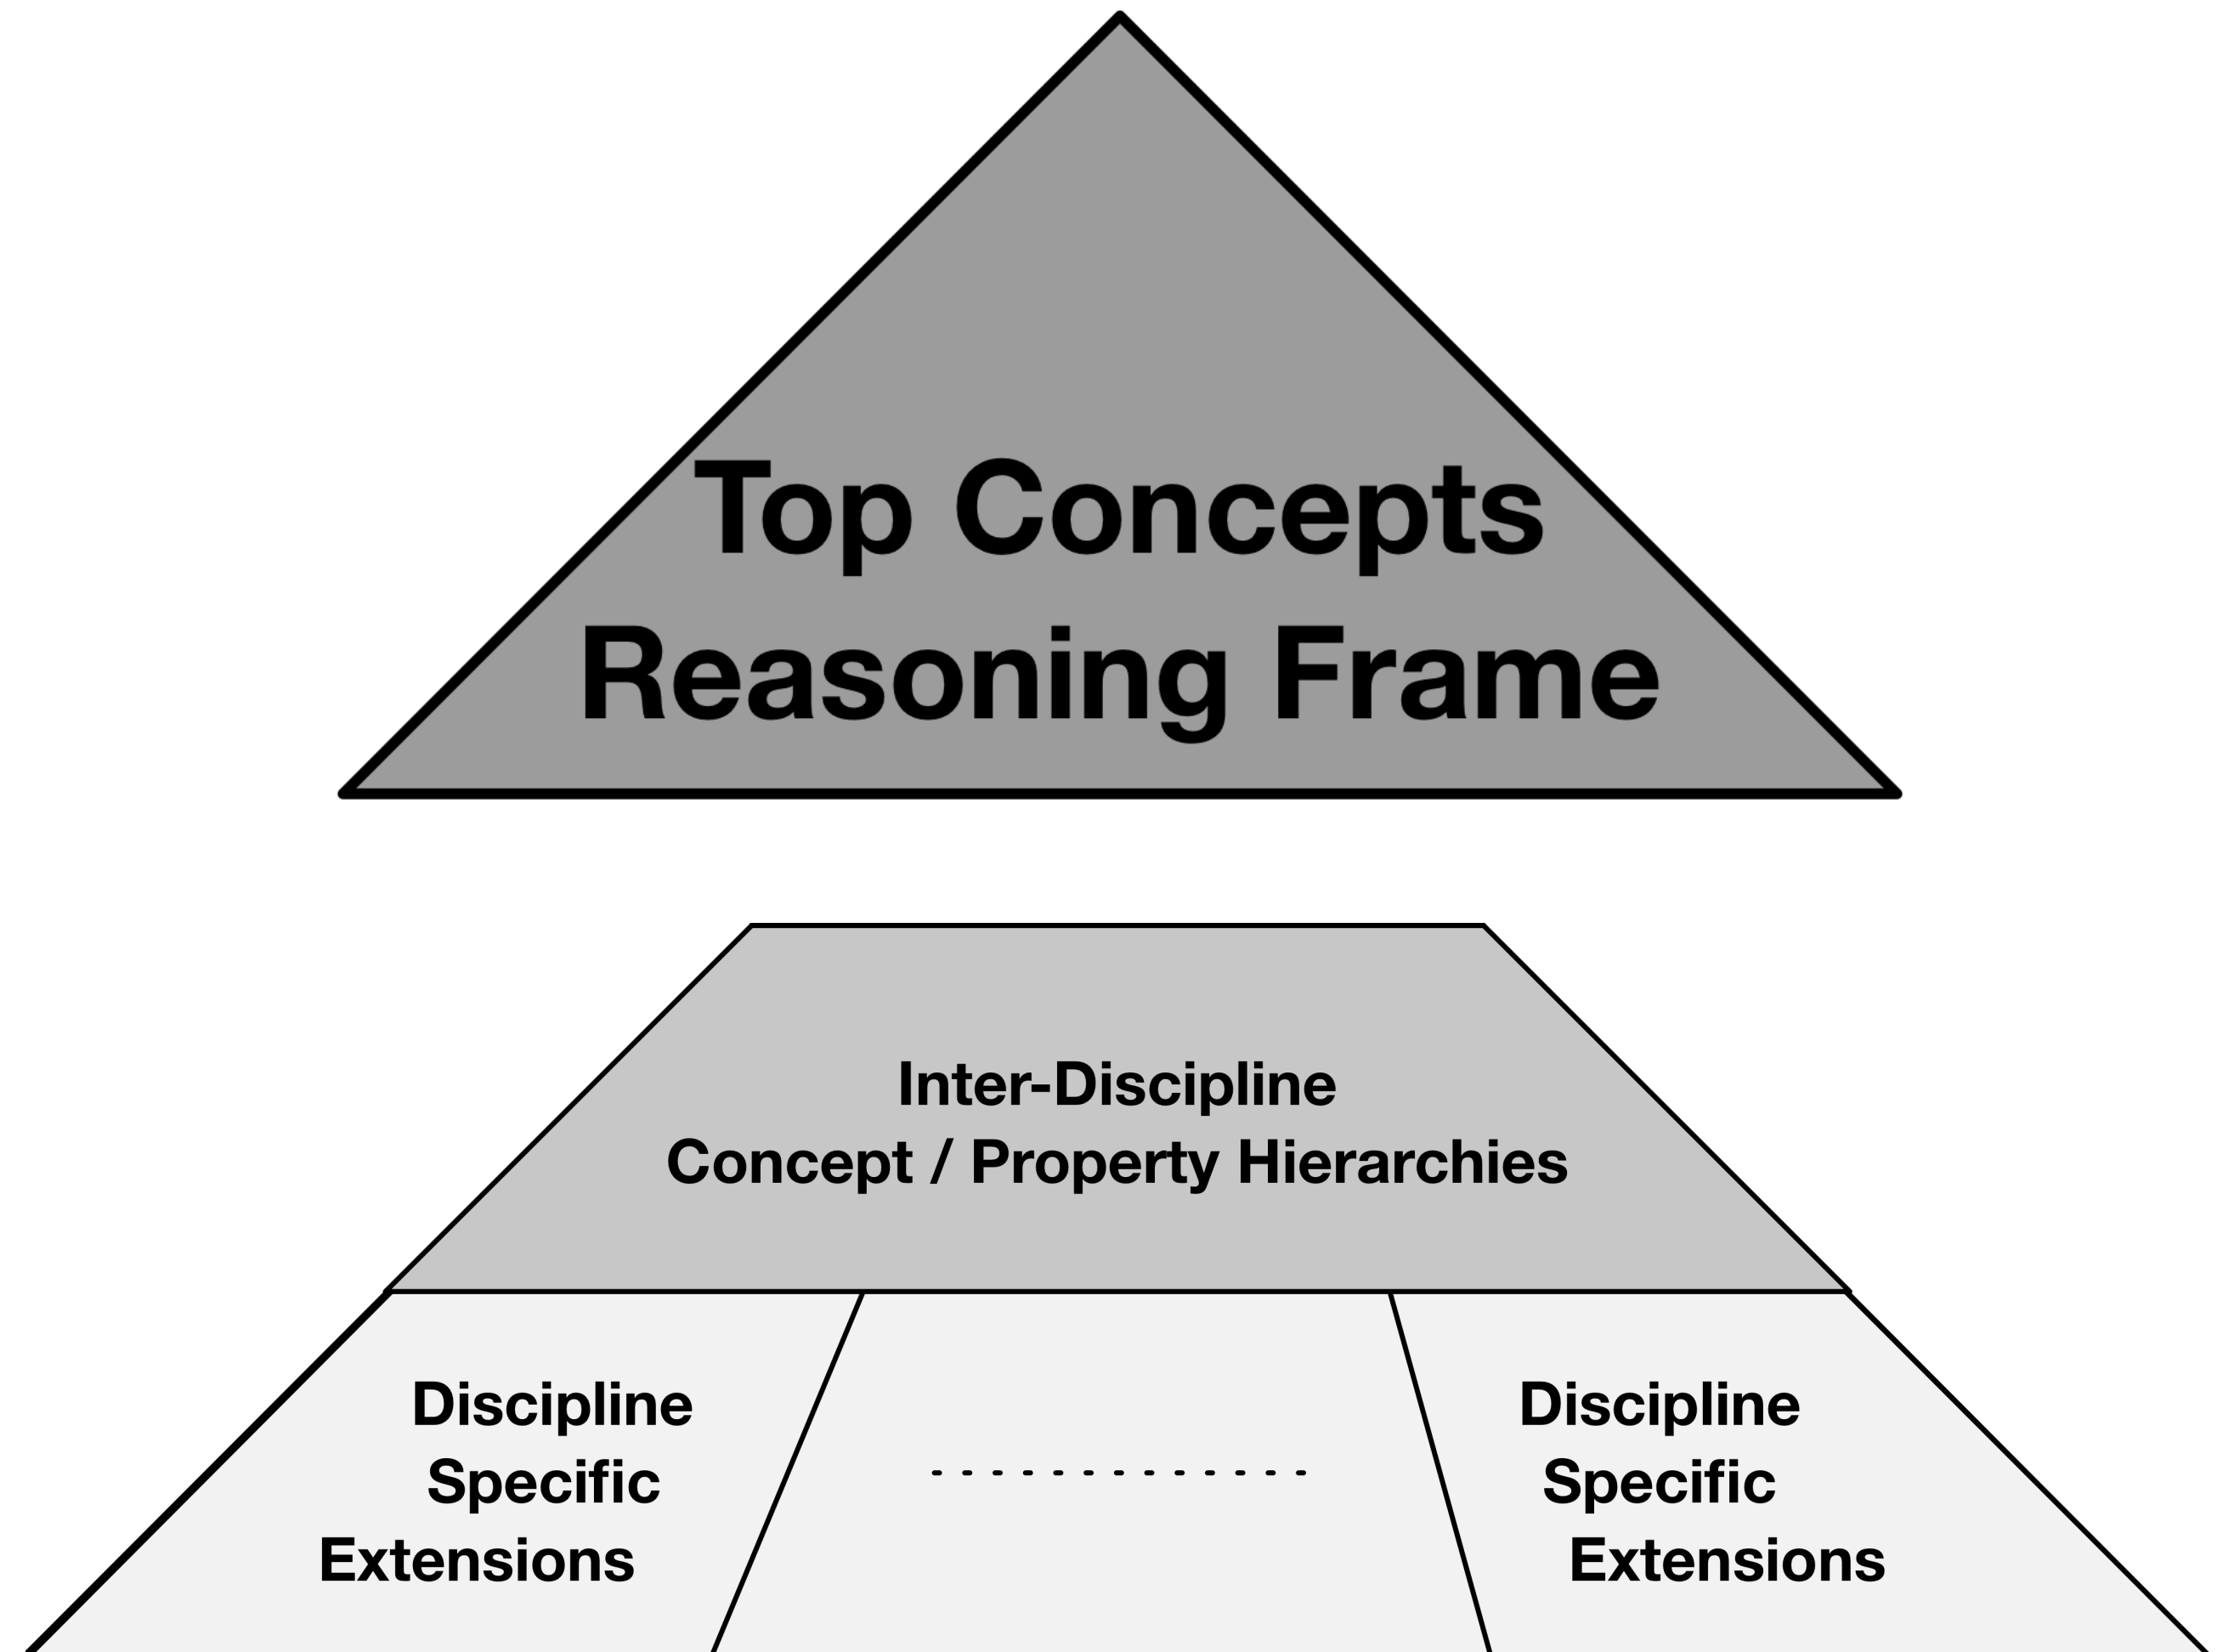 Top Concepts
Reasoning Frame
Inter-Discipline
Concept / Property Hierarchies
Discipline
Specific
Extensions
Discipline
Specific
Extensions